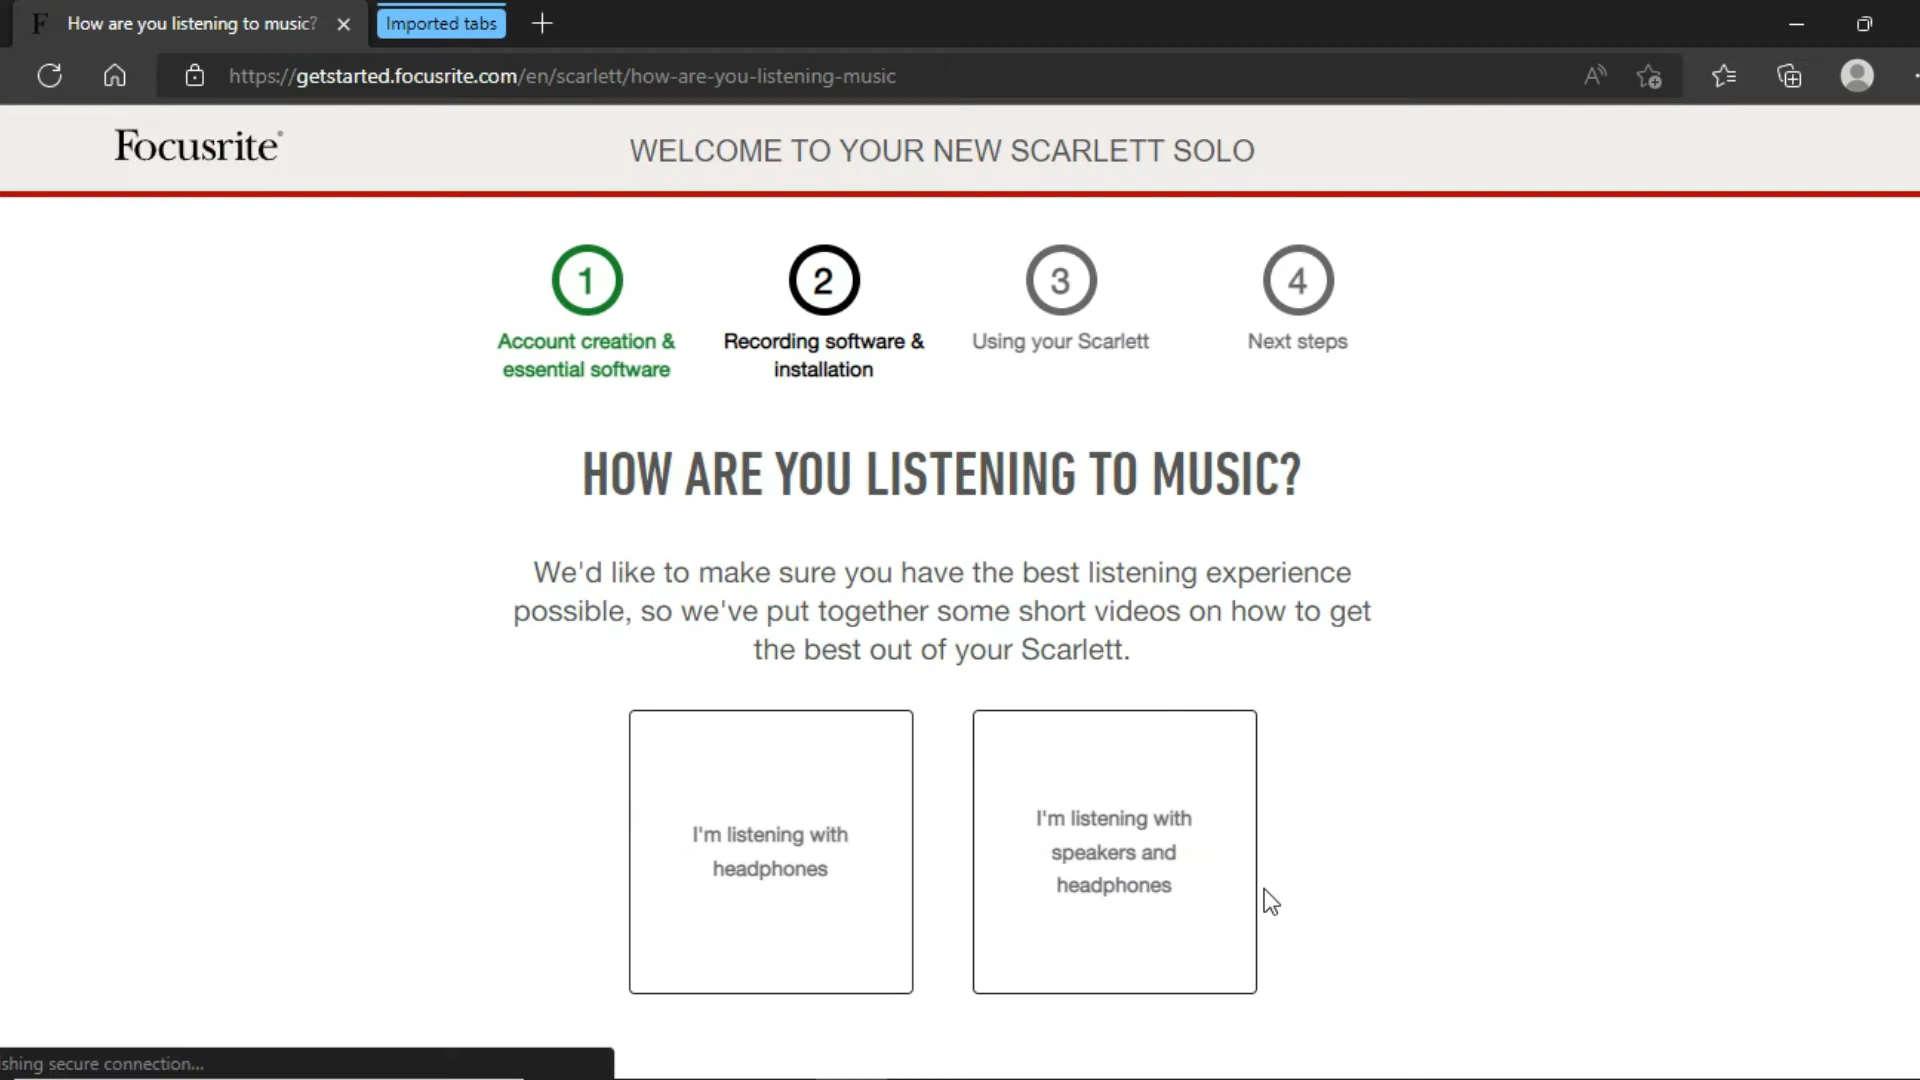 F How are you listening to music?
Imported tabs
https://getstarted.focusrite.com/en/scarlett/how-are-you-listening-music
Focusrite®
WELCOME TO YOUR NEW SCARLETT SOLO
1
2
3
4
Account creation &
essential software
Recording software &
installation
Using your Scarlett
Next steps
HOW ARE YOU LISTENING TO MUSIC?
We'd like to make sure you have the best listening experience
possible, so we've put together some short videos on how to get
the best out of your Scarlett.
I'm listening with
headphones
I'm listening with
speakers and
headphones
shing secure connection...